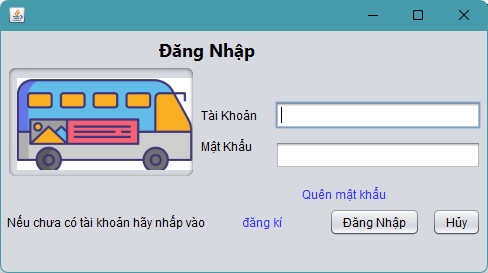 Đăng Nhập
Tài Khoản
Mật Khẩu
Quên mật khẩu
Nếu chưa có tài khoản hãy nhấp vào đăng kí Đăng Nhập Hủy